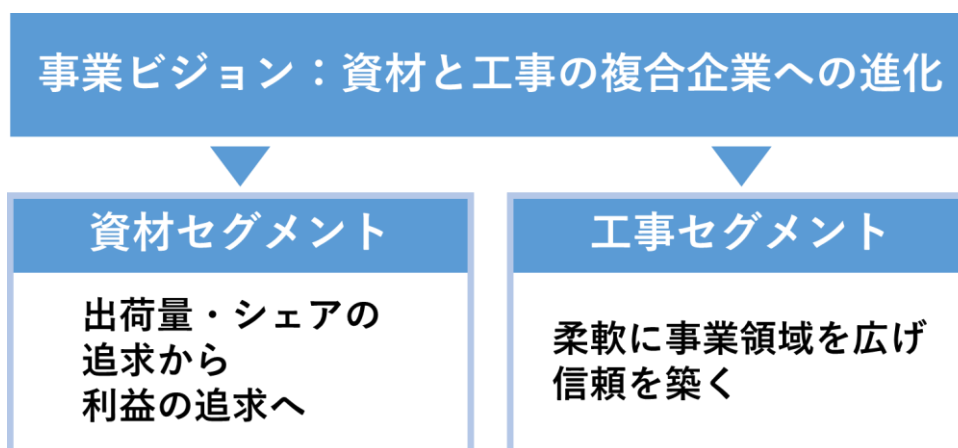 事業ビジョン：資材と工事の複合企業への進化
資材セグメント
出荷量・シェアの
追求から
利益の追求へ
工事セグメント
柔軟に事業領域を広げ
信頼を築く